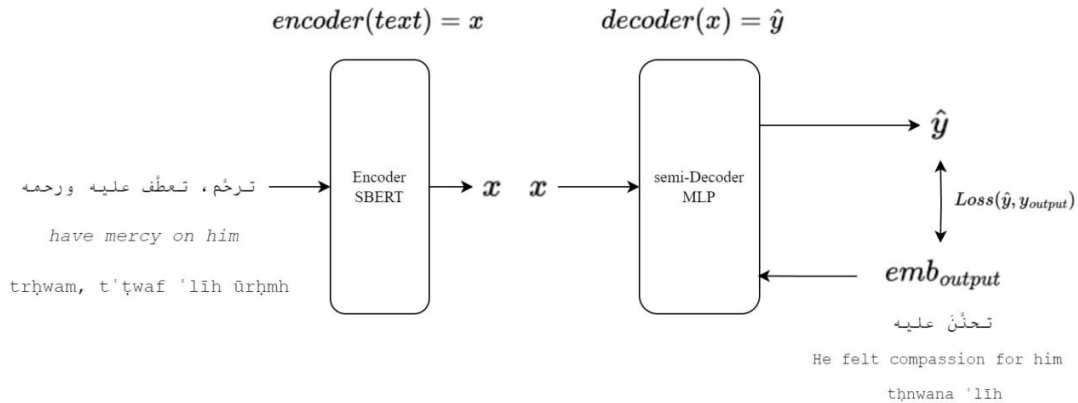 encoder(text) = x
decoder(x) = ŷ
Encoder
SBERT
semi-Decoder
MLP
ŷ
ترحَّم، تعطَّف عليه ورحمه
x
x
Loss(ŷ, y_output)
have mercy on him
trḥwam, tʿṭwaf ʿlīh ūrḥmh
emb_output
تحنَّنَ عليه
He felt compassion for him
tḥnwana ʿlīh